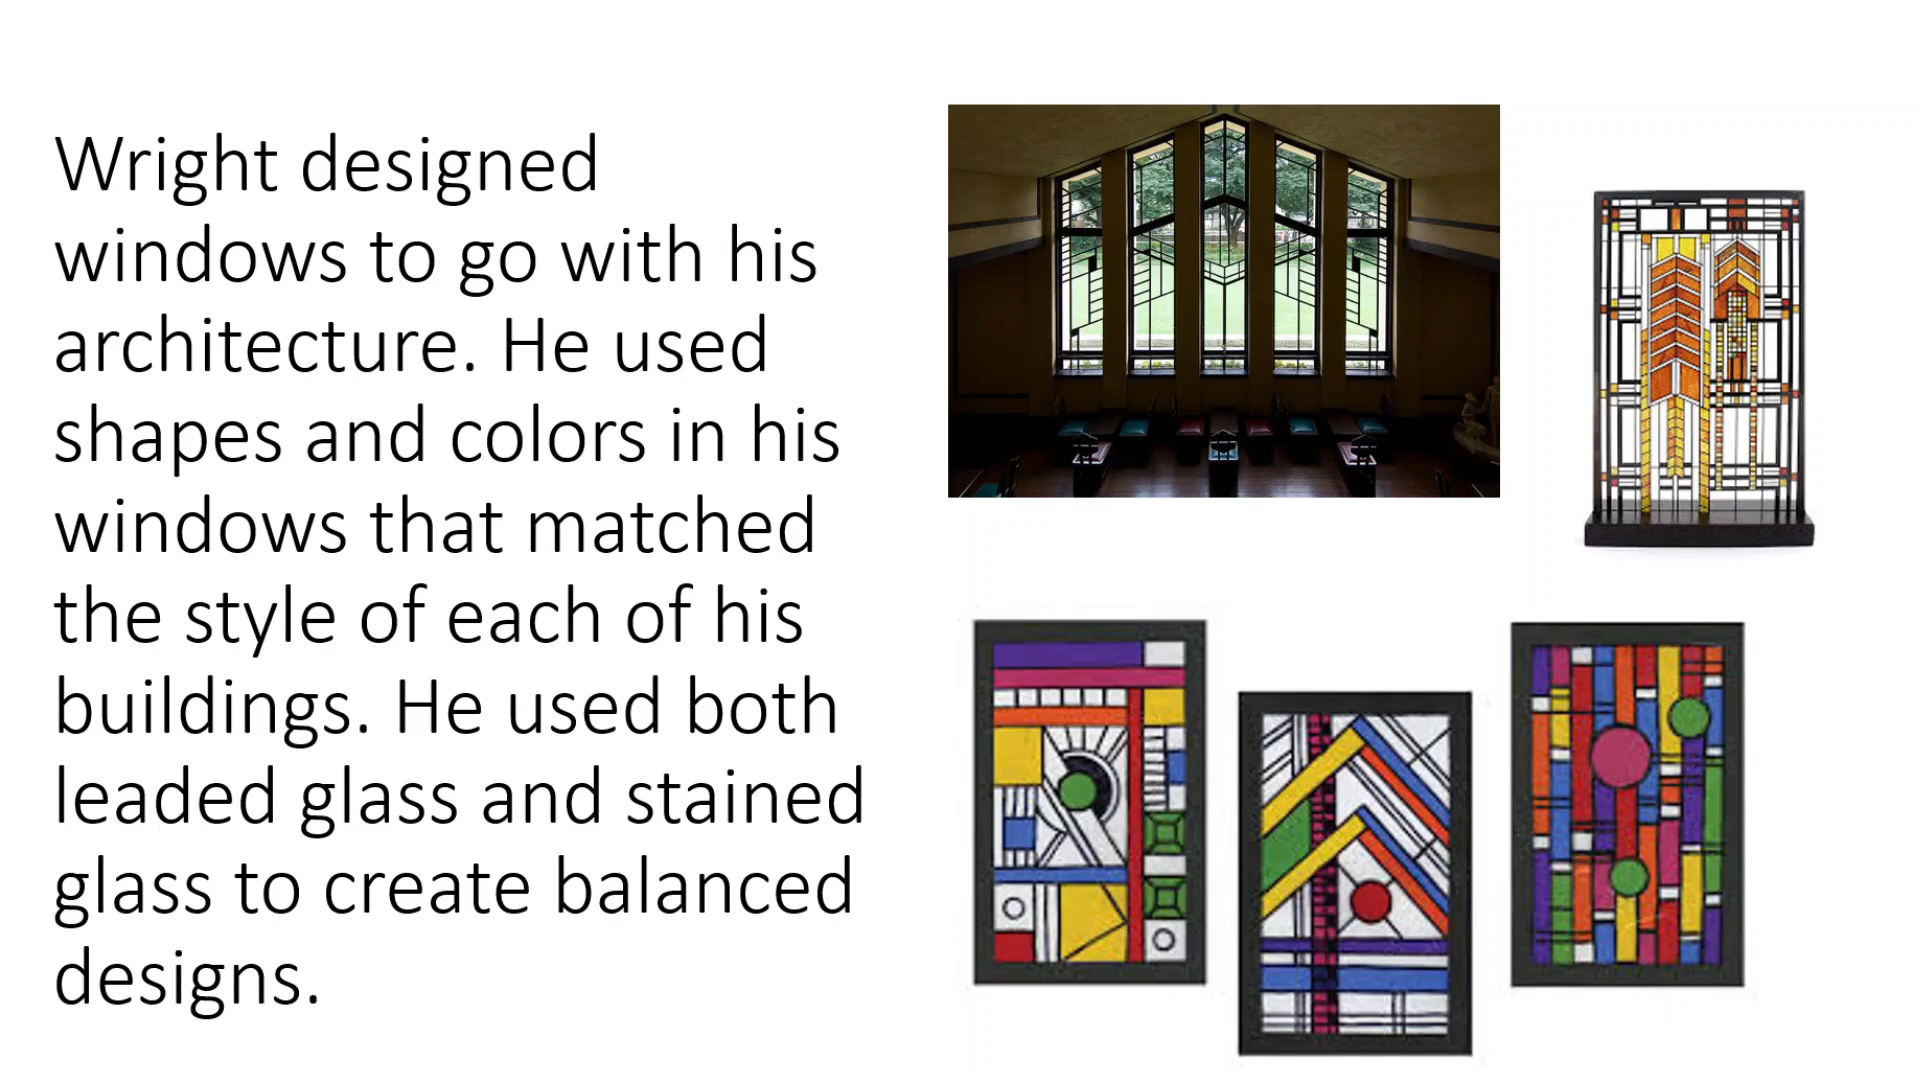 Wright designed
windows to go with his
architecture. He used
shapes and colors in his
windows that matched
the style of each of his
buildings. He used both
leaded glass and stained
glass to create balanced
designs.